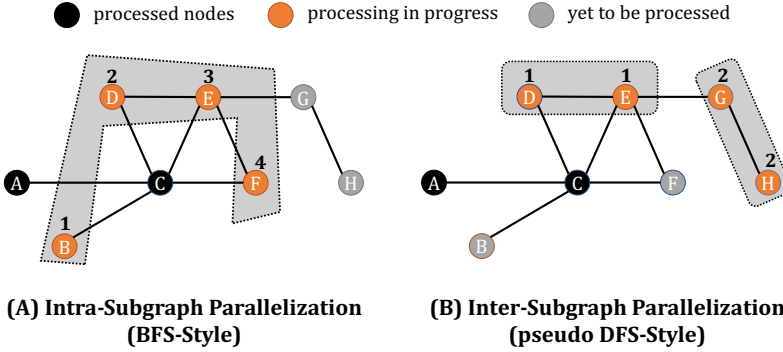 processed nodes processing in progress yet to be processed
2 3 1 1 2
D E G D E G
4 2
A C F H A C F H
1
B B
(A) Intra-Subgraph Parallelization (B) Inter-Subgraph Parallelization
(BFS-Style) (pseudo DFS-Style)